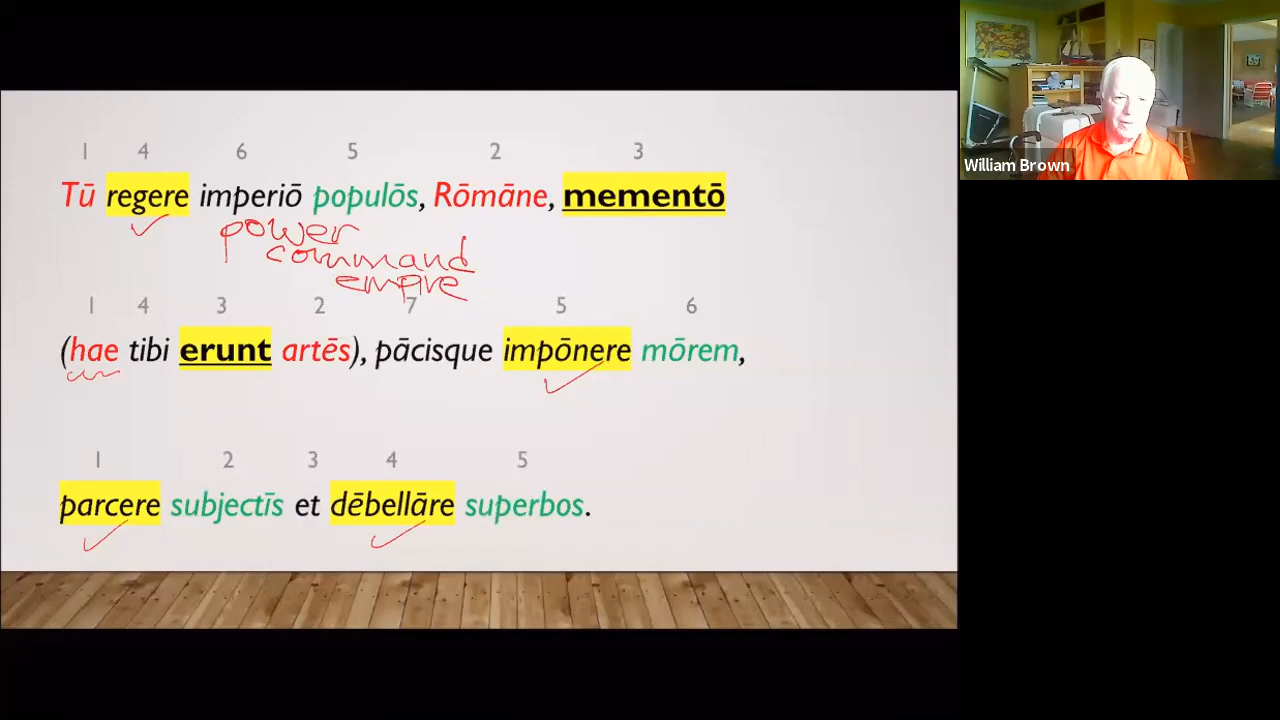 1 4 6 5 2 3
Tū regere imperiō populōs, Rōmāne, mementō
power
command
empire
1 4 3 2 7 5 6
(hae tibi erunt artēs), pācisque impōnere mōrem,
1 2 3 4 5
parcere subjectīs et dēbellāre superbos.
William Brown